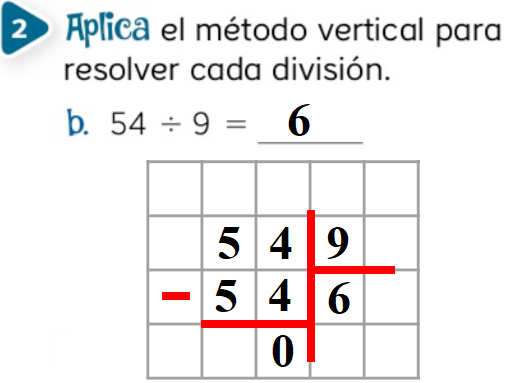 2 Aplica el método vertical para
resolver cada división.
b. 54 ÷ 9 = 6
5 4 9
- 5 4 6
0